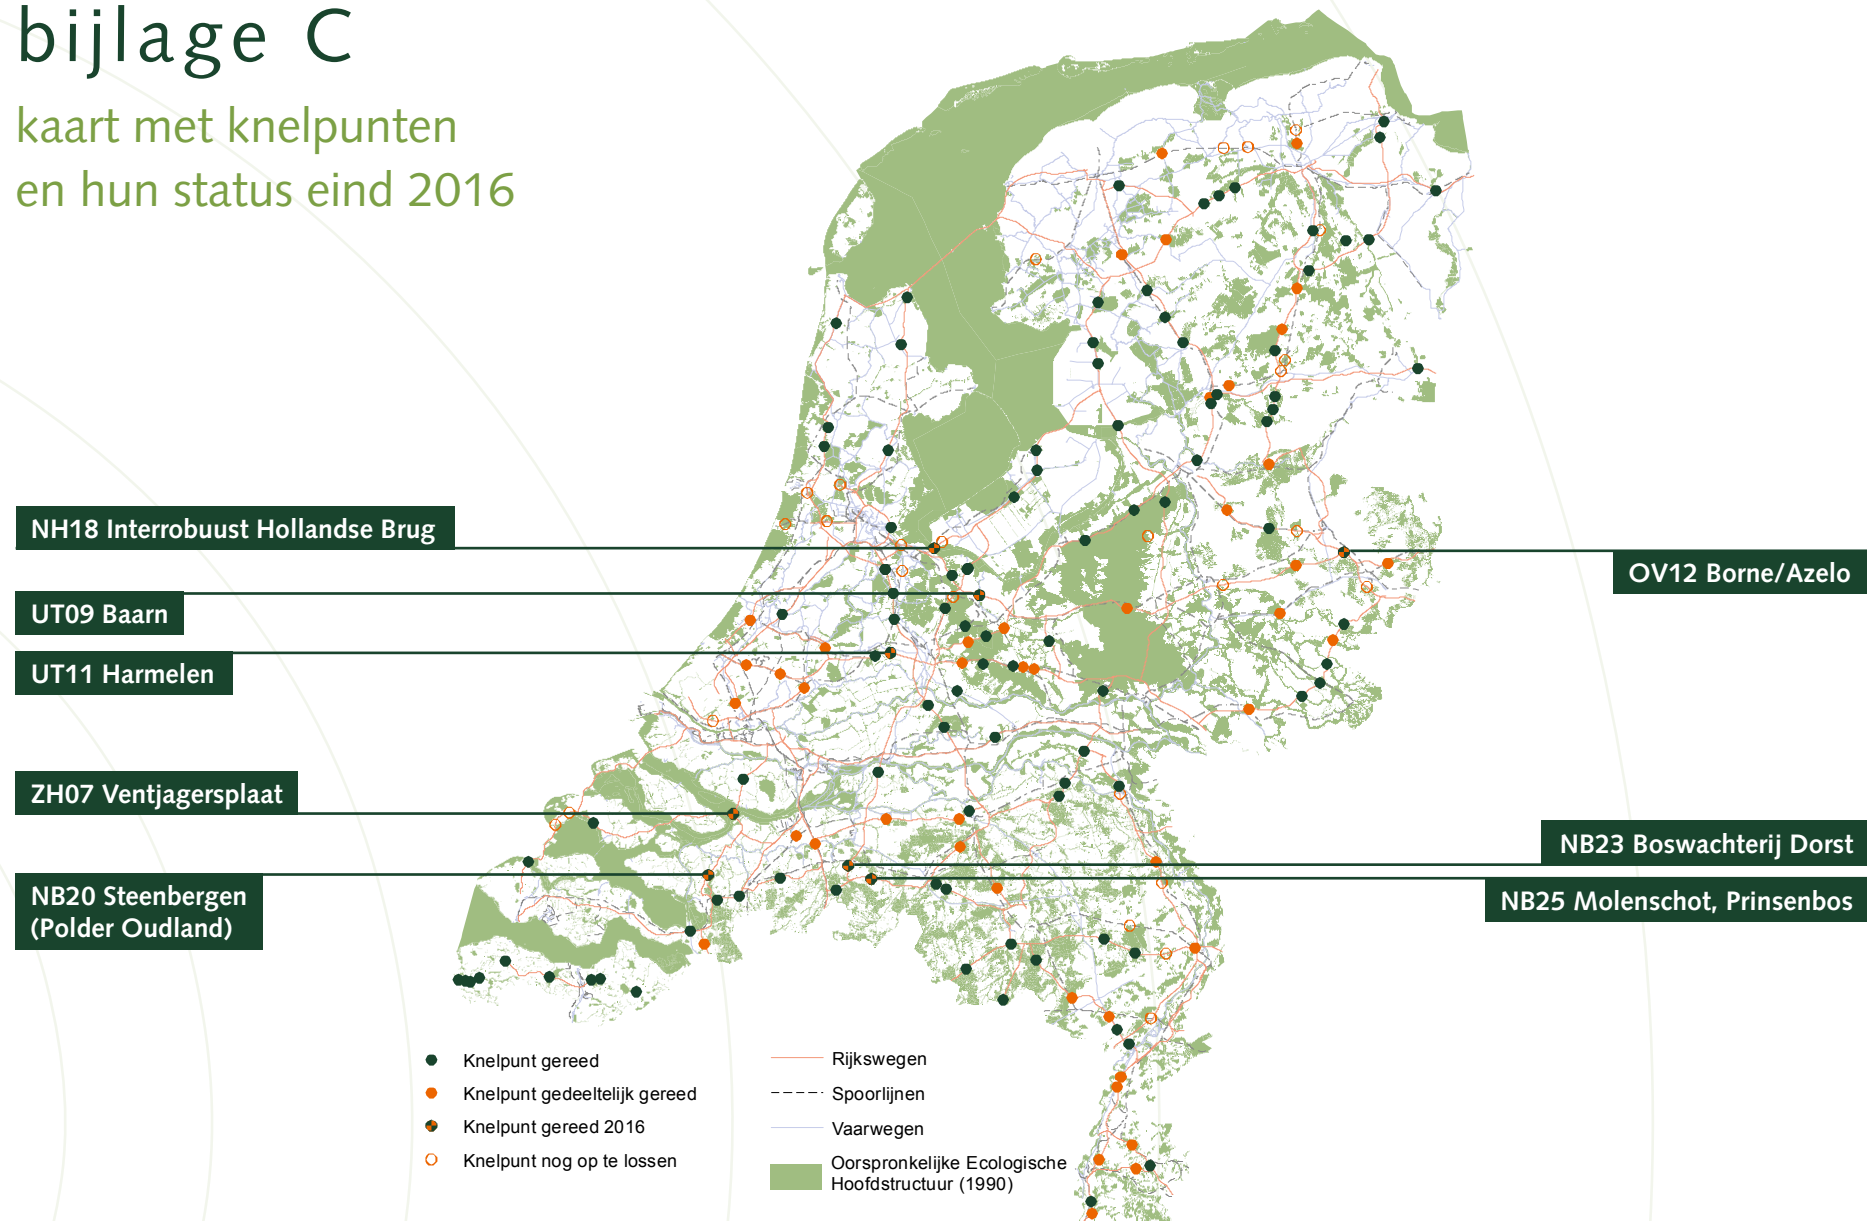 bijlage C
kaart met knelpunten
en hun status eind 2016
NH18 Interrobuust Hollandse Brug
UT09 Baarn
UT11 Harmelen
ZH07 Ventjagersplaat
NB20 Steenbergen
(Polder Oudland)
OV12 Borne/Azelo
NB23 Boswachterij Dorst
NB25 Molenschot, Prinsenbos
Knelpunt gereed
Knelpunt gedeeltelijk gereed
Knelpunt gereed 2016
Knelpunt nog op te lossen
Rijkswegen
Spoorlijnen
Vaarwegen
Oorspronkelijke Ecologische
Hoofdstructuur (1990)